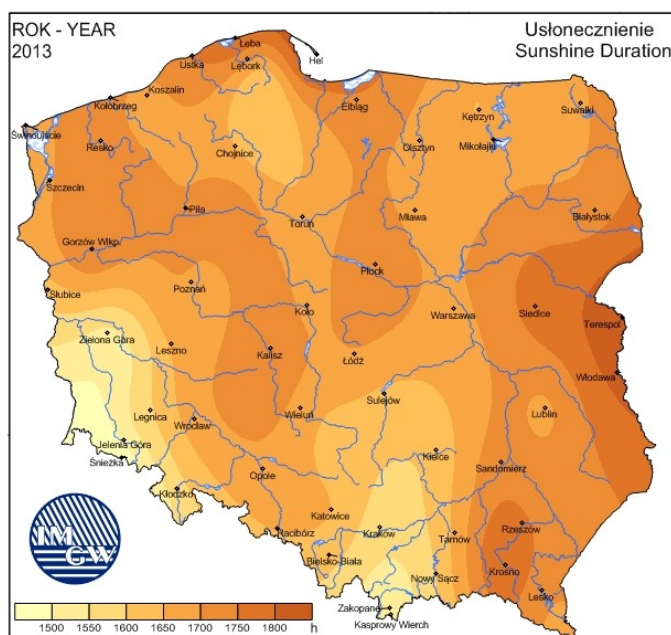 ROK - YEAR
2013
Usłonecznienie
Sunshine Duration
Łeba
Hel
Ustka
Lębork
Koszalin
Kołobrzeg
Elbląg
Suwałki
Kętrzyn
Świnoujście
Resko
Chojnice
Olsztyn
Mikołajki
Szczecin
Piła
Toruń
Mława
Białystok
Gorzów Wlkp.
Płock
Słubice
Poznań
Koło
Warszawa
Siedlce
Terespol
Zielona Góra
Leszno
Kalisz
Łódź
Włodawa
Sulejów
Legnica
Wrocław
Wieluń
Lublin
Jelenia Góra
Śnieżka
Kielce
Sandomierz
Opole
Kłodzko
Katowice
Kraków
Rzeszów
Racibórz
Tarnów
Bielsko-Biała
Nowy Sącz
Krosno
Lesko
Zakopane
Kasprowy Wierch
IM
GW
1500 1550 1600 1650 1700 1750 1800 h